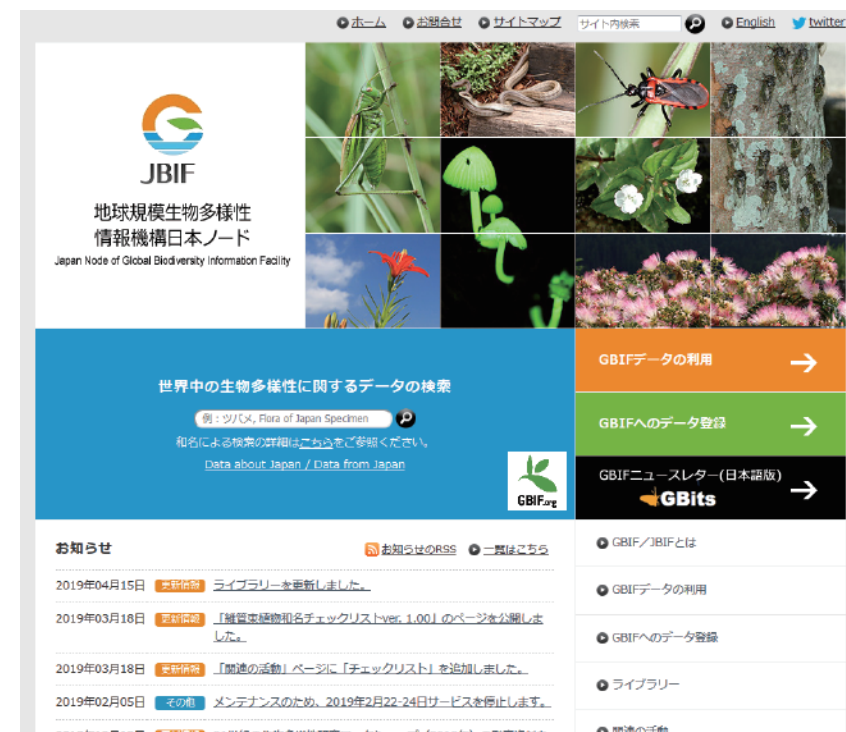 ホーム お問合せ サイトマップ サイト内検索 English twitter
JBIF
地球規模生物多様性
情報機構日本ノード
Japan Node of Global Biodiversity Information Facility
世界中の生物多様性に関するデータの検索
例：ツバメ, Flora of Japan Specimen
和名による検索の詳細はこちらをご参照ください。
Data about Japan / Data from Japan
GBIF.org
GBIFデータの利用
GBIFへのデータ登録
GBIFニュースレター(日本語版)
GBits
お知らせ お知らせのRSS 一覧はこちら
2019年04月15日 更新情報 ライブラリーを更新しました。
2019年03月18日 更新情報 「維管束植物和名チェックリストver. 1.00」のページを公開しま
した。
2019年03月18日 更新情報 「関連の活動」ページに「チェックリスト」を追加しました。
2019年02月05日 その他 メンテナンスのため、2019年2月22-24日サービスを停止します。
GBIF／JBIFとは
GBIFデータの利用
GBIFへのデータ登録
ライブラリー
関連の活動